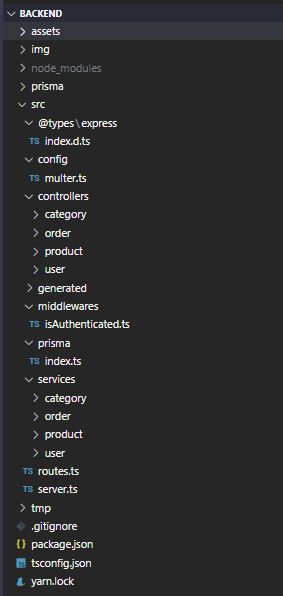 BACKEND
assets
img
node_modules
prisma
src
@types\express
TS index.d.ts
config
TS multer.ts
controllers
category
order
product
user
generated
middlewares
TS isAuthenticated.ts
prisma
TS index.ts
services
category
order
product
user
TS routes.ts
TS server.ts
tmp
.gitignore
{} package.json
TS tsconfig.json
yarn.lock